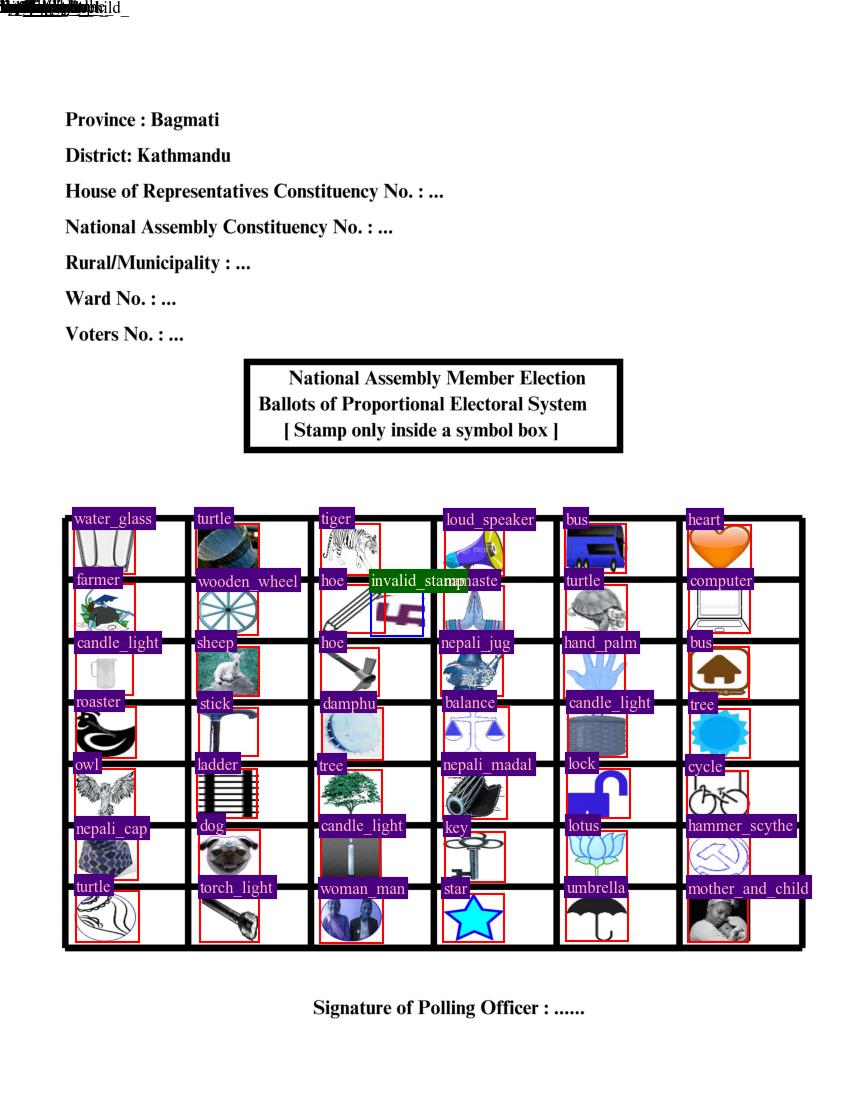 Province : Bagmati
District: Kathmandu
House of Representatives Constituency No. : ...
National Assembly Constituency No. : ...
Rural/Municipality : ...
Ward No. : ...
Voters No. : ...
National Assembly Member Election
Ballots of Proportional Electoral System
[ Stamp only inside a symbol box ]
water_glass turtle tiger loud_speaker bus heart
farmer wooden_wheel hoe invalid_stamp turtle computer
candle_light sheep hoe nepali_jug hand_palm bus
roaster stick damphu balance candle_light tree
owl ladder tree nepali_madal lock cycle
nepali_cap dog candle_light key lotus hammer_scythe
turtle torch_light woman_man star umbrella mother_and_child
Signature of Polling Officer : ......